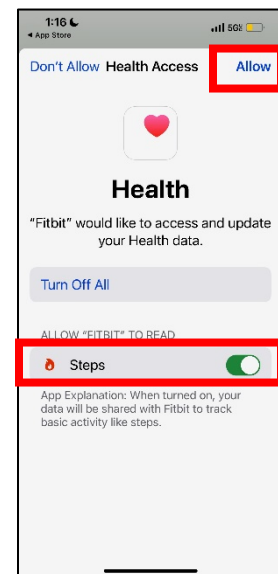 1:16 5GE
◄ App Store
Don't Allow Health Access Allow
Health
“Fitbit” would like to access and update
your Health data.
Turn Off All
ALLOW “FITBIT” TO READ
Steps
App Explanation: When turned on, your
data will be shared with Fitbit to track
basic activity like steps.